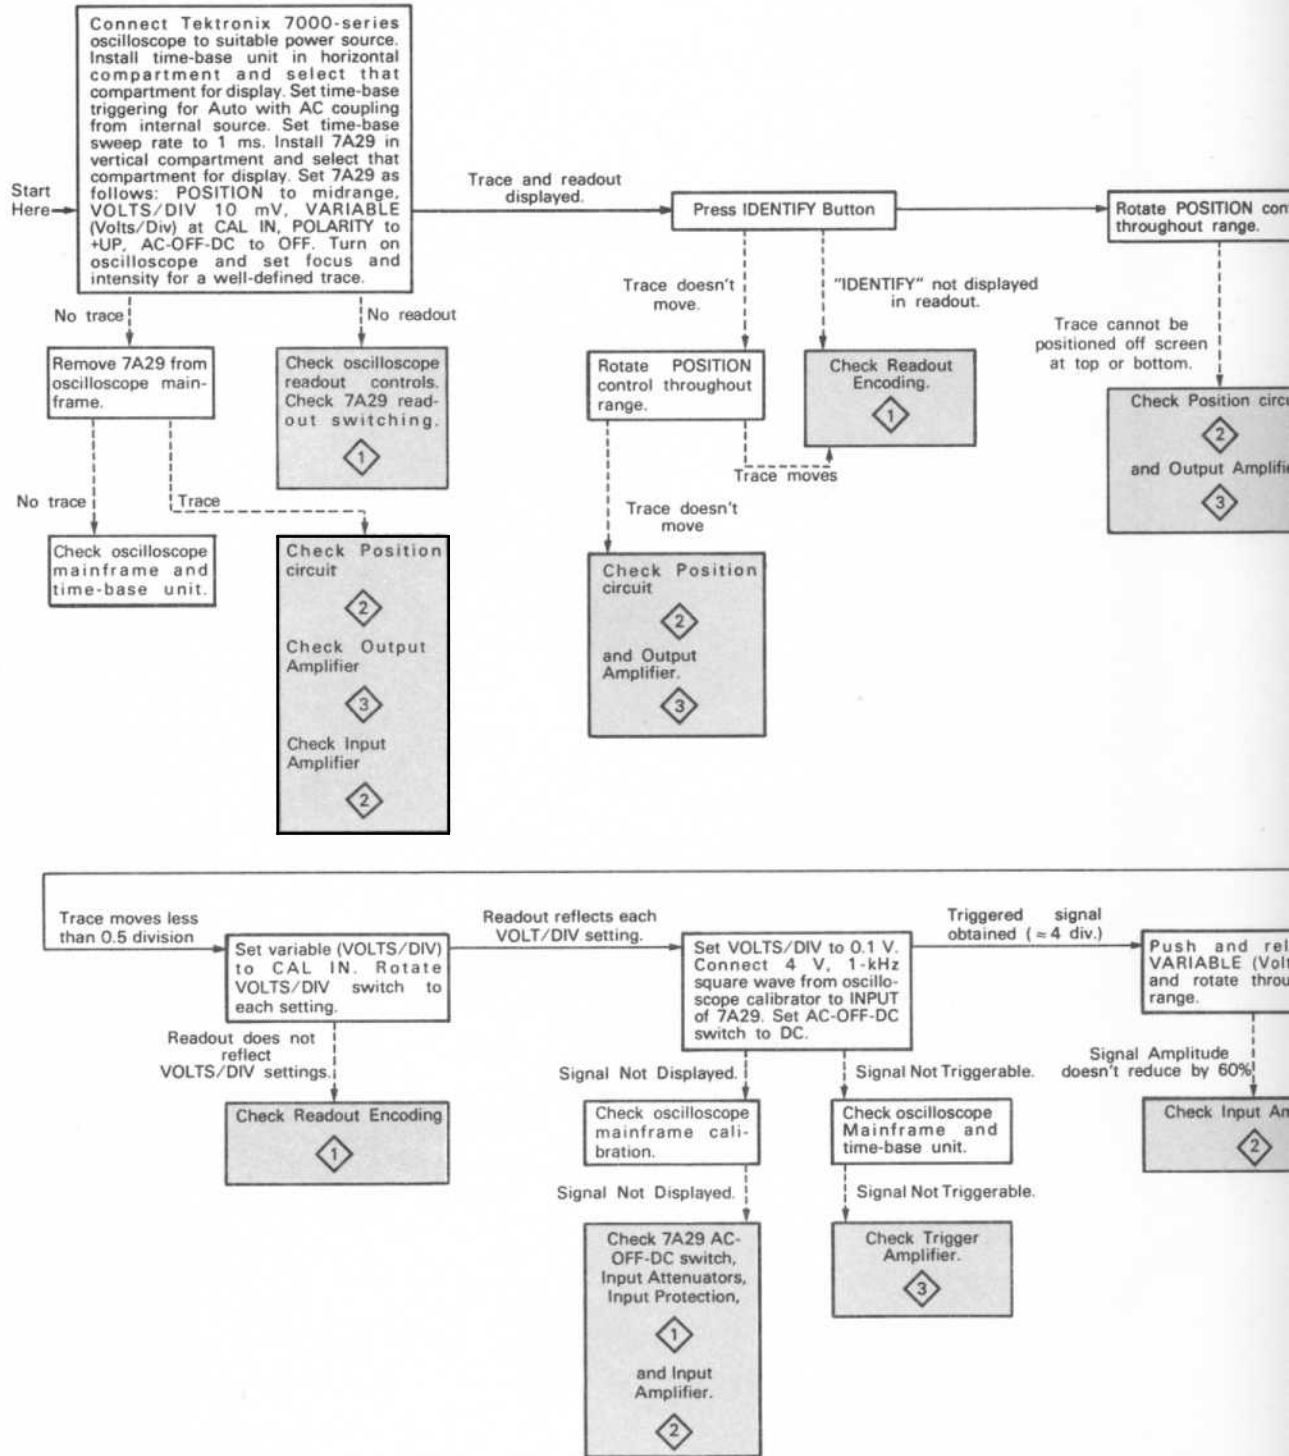 Connect Tektronix 7000-series
oscilloscope to suitable power source.
Install time-base unit in horizontal
compartment and select that
compartment for display. Set time-base
triggering for Auto with AC coupling
from internal source. Set time-base
sweep rate to 1 ms. Install 7A29 in
vertical compartment and select that
compartment for display. Set 7A29 as
follows: POSITION to midrange,
VOLTS/DIV 10 mV, VARIABLE
(Volts/Div) at CAL IN, POLARITY to
+UP, AC-OFF-DC to OFF. Turn on
oscilloscope and set focus and
intensity for a well-defined trace.
Start
Here
Trace and readout
displayed.
Press IDENTIFY Button
Rotate POSITION
throughout range.
No trace
No readout
Trace doesn't
move.
"IDENTIFY" not displayed
in readout.
Trace cannot be
positioned off screen
at top or bottom.
Remove 7A29 from
oscilloscope main-
frame.
Check oscilloscope
readout controls.
Check 7A29 read-
out switching.
1
Rotate POSITION
control throughout
range.
Check Readout
Encoding.
1
Check Position
2
and Output
3
No trace
Trace
Trace moves
Trace doesn't
move
Check oscilloscope
mainframe and
time-base unit.
Check Position
circuit
2
Check Output
Amplifier
3
Check Input
Amplifier
2
Check Position
circuit
2
and Output
Amplifier.
3
Trace moves less
than 0.5 division
Set variable (VOLTS/DIV)
to CAL IN. Rotate
VOLTS/DIV switch to
each setting.
Readout reflects each
VOLT/DIV setting.
Set VOLTS/DIV to 0.1 V.
Connect 4 V, 1-kHz
square wave from oscillo-
scope calibrator to INPUT
of 7A29. Set AC-OFF-DC
switch to DC.
Triggered signal
obtained (≈4 div.)
Push and
VARIABLE
and rotate
range.
Readout does not
reflect
VOLTS/DIV settings.
Check Readout Encoding
1
Signal Not Displayed.
Signal Not Triggerable.
Signal Amplitude
doesn't reduce by 60%
Check oscilloscope
mainframe cali-
bration.
Check oscilloscope
Mainframe and
time-base unit.
Check Input
2
Signal Not Displayed.
Signal Not Triggerable.
Check 7A29 AC-
OFF-DC switch,
Input Attenuators,
Input Protection,
1
and Input
Amplifier.
2
Check Trigger
Amplifier.
3